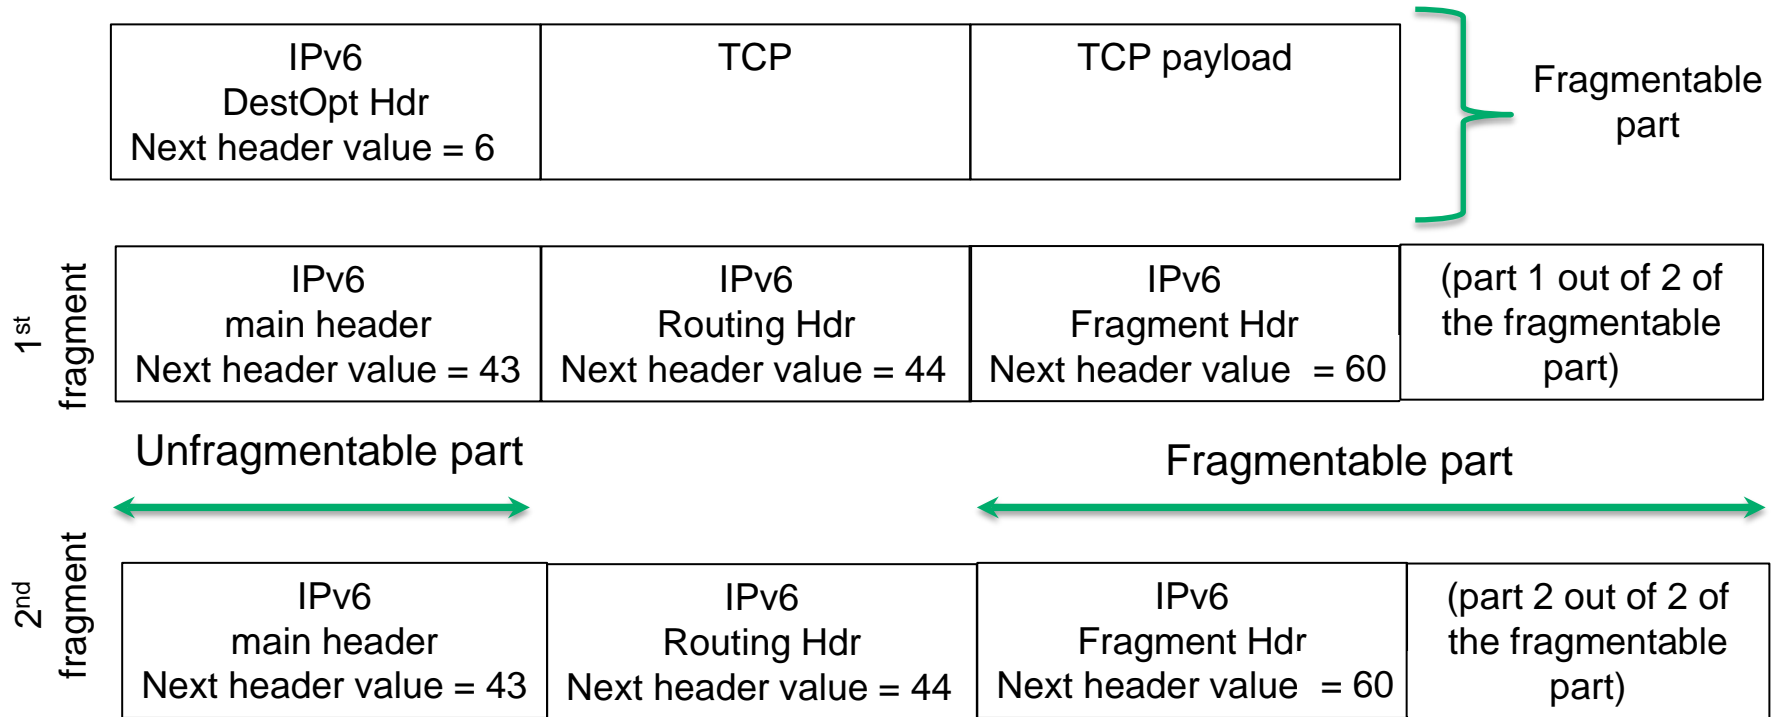 IPv6
DestOpt Hdr
Next header value = 6
TCP
TCP payload
Fragmentable
part
1st
fragment
IPv6
main header
Next header value = 43
IPv6
Routing Hdr
Next header value = 44
IPv6
Fragment Hdr
Next header value = 60
(part 1 out of 2 of
the fragmentable
part)
Unfragmentable part
Fragmentable part
2nd
fragment
IPv6
main header
Next header value = 43
IPv6
Routing Hdr
Next header value = 44
IPv6
Fragment Hdr
Next header value = 60
(part 2 out of 2 of
the fragmentable
part)